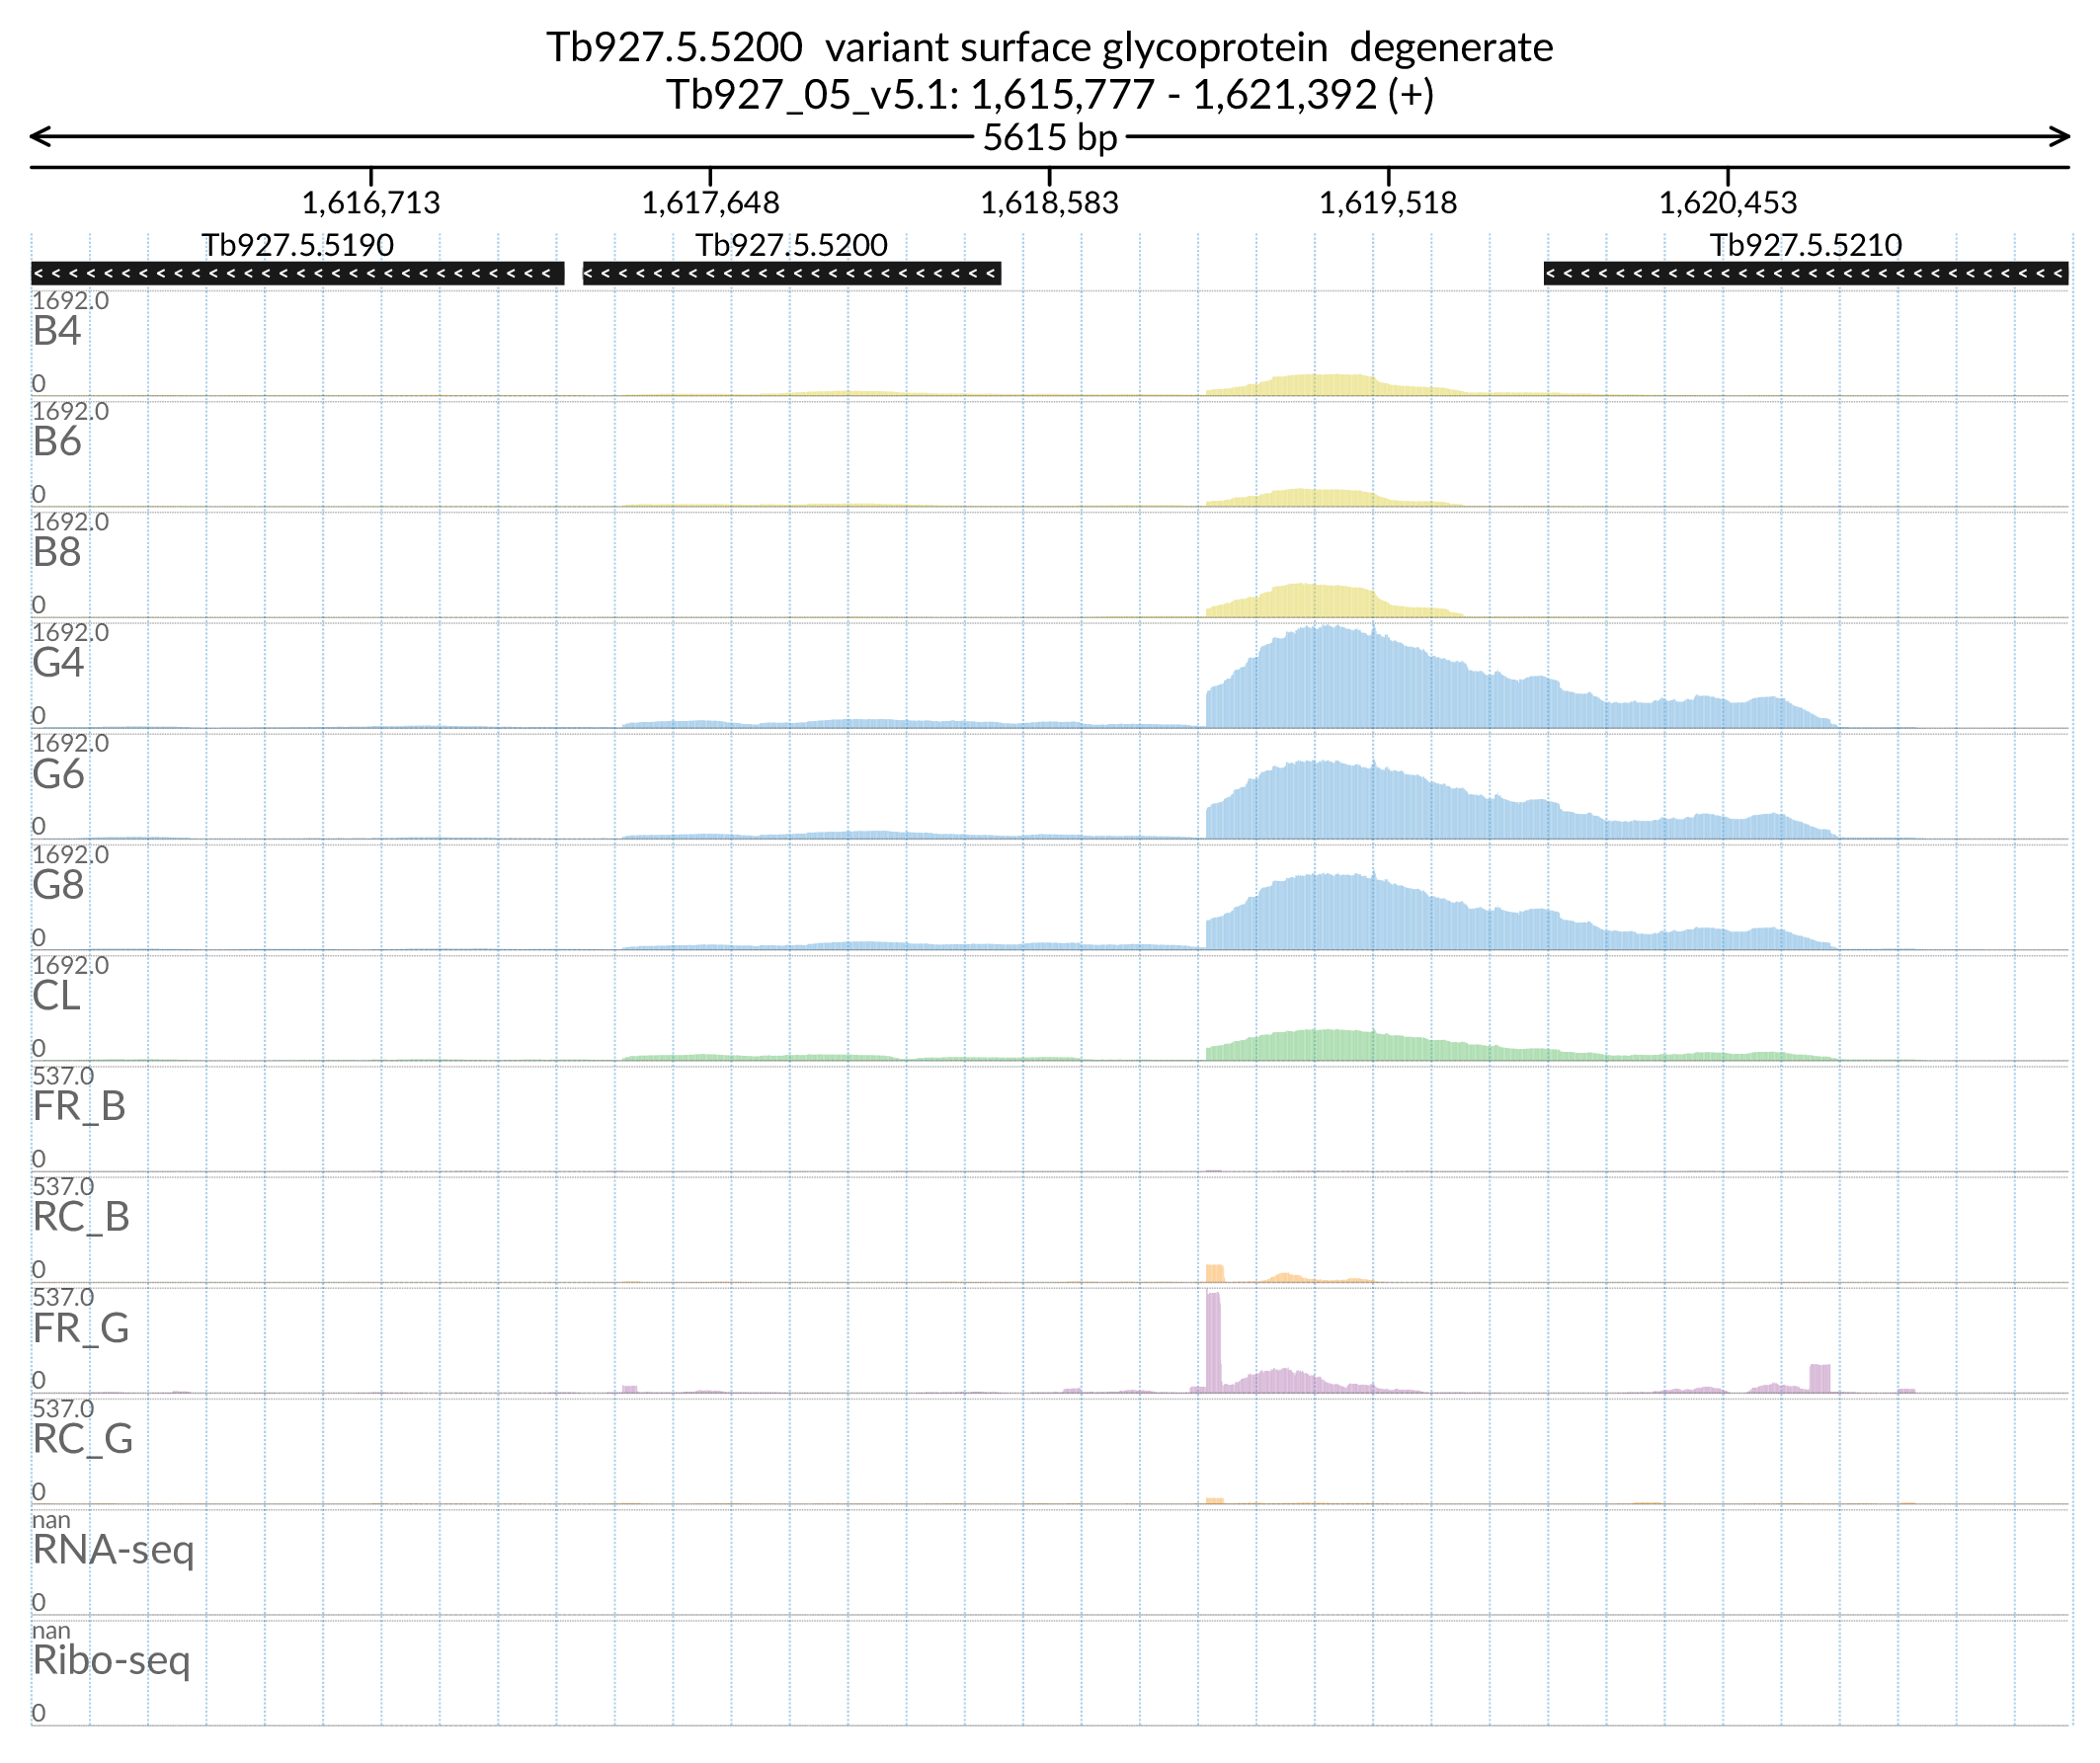 Tb927.5.5200 variant surface glycoprotein degenerate
Tb927_05_v5.1: 1,615,777 - 1,621,392 (+)
5615 bp
1,616,713 1,617,648 1,618,583 1,619,518 1,620,453
Tb927.5.5190 Tb927.5.5200 Tb927.5.5210
1692.0
B4
0
1692.0
B6
0
1692.0
B8
0
1692.0
G4
0
1692.0
G6
0
1692.0
G8
0
1692.0
CL
0
537.0
FR_B
0
537.0
RC_B
0
537.0
FR_G
0
537.0
RC_G
0
nan
RNA-seq
0
nan
Ribo-seq
0